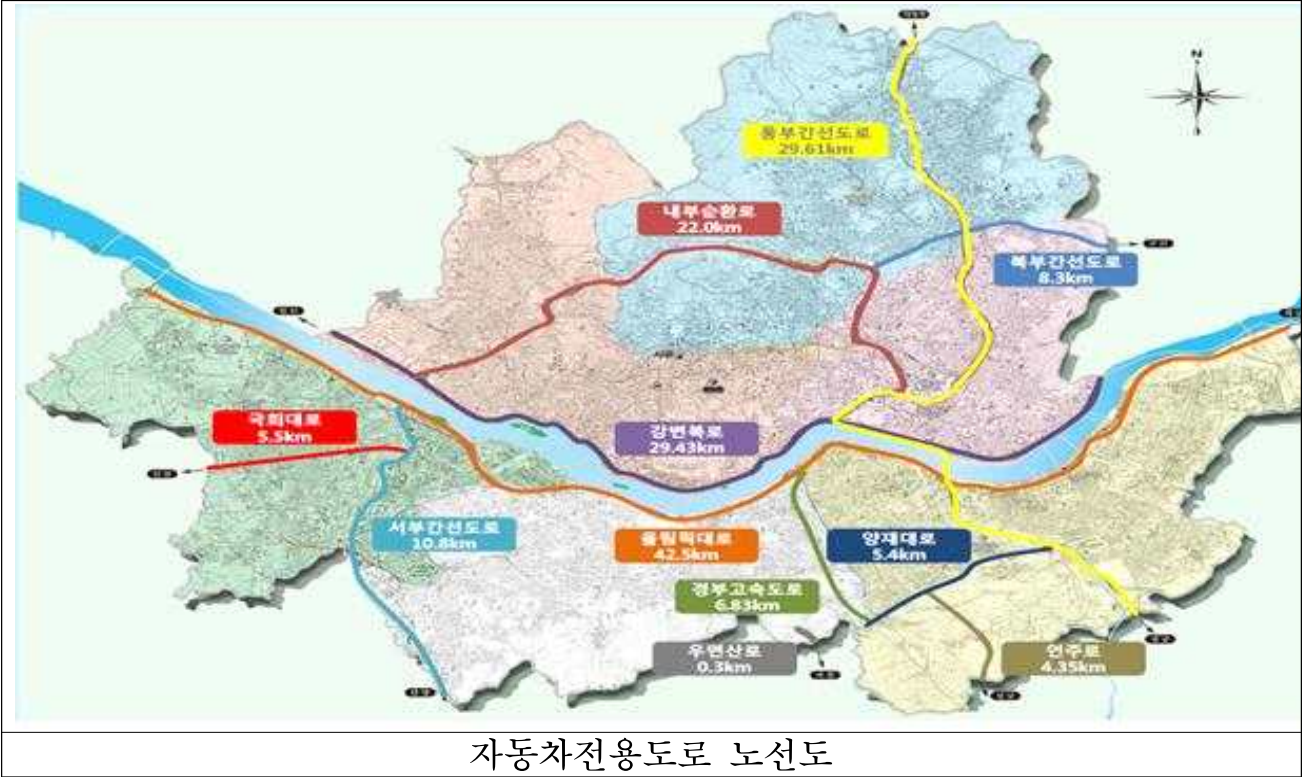 N
동부간선도로
29.61km
내부순환로
22.0km
북부간선도로
8.3km
국회대로
5.5km
강변북로
29.43km
서부간선도로
10.8km
올림픽대로
42.5km
양재대로
5.4km
경부고속도로
6.83km
우면산로
0.3km
언주로
4.35km
자동차전용도로 노선도